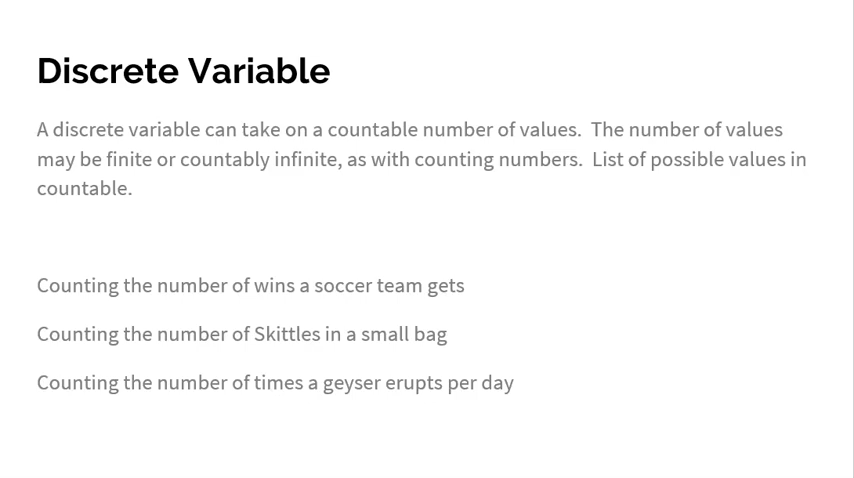 Discrete Variable
A discrete variable can take on a countable number of values.  The number of values
may be finite or countably infinite, as with counting numbers.  List of possible values in
countable.
Counting the number of wins a soccer team gets
Counting the number of Skittles in a small bag
Counting the number of times a geyser erupts per day